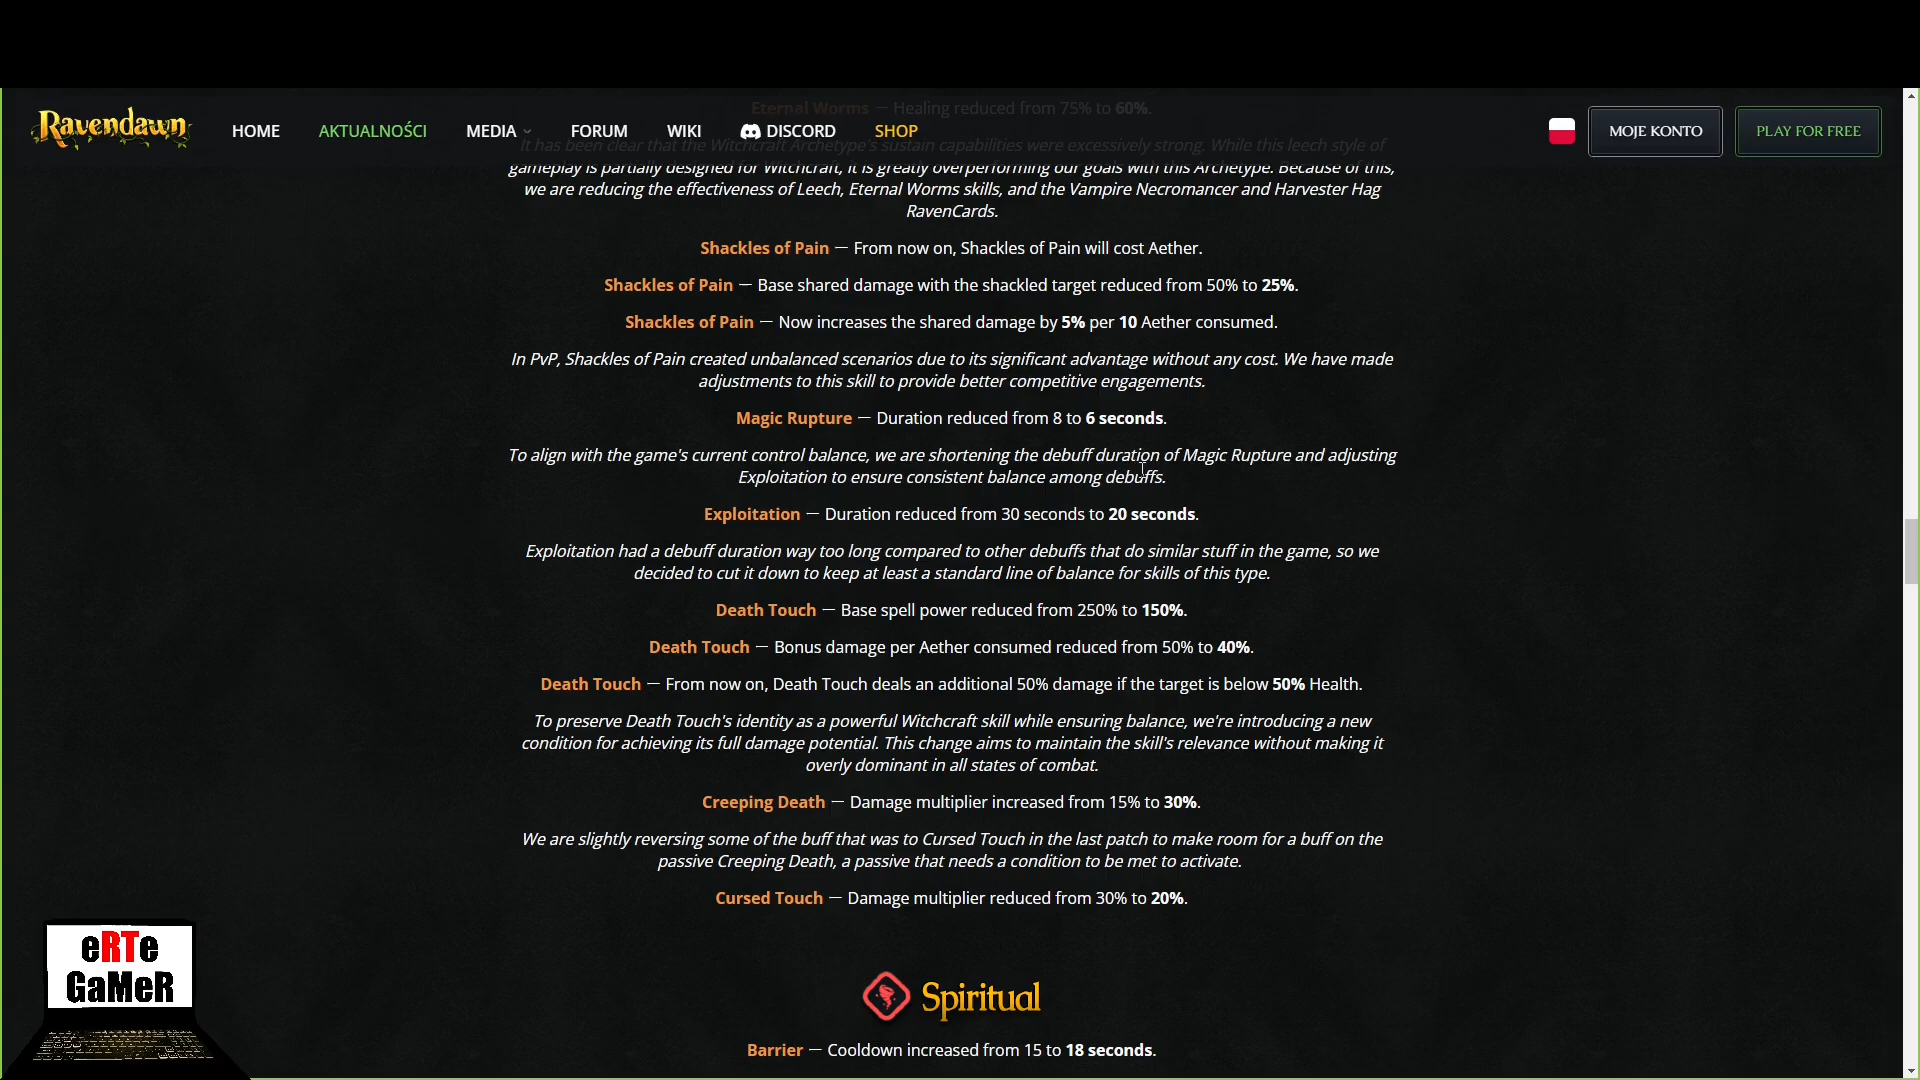 Eternal Worms — Healing reduced from 75% to 60%.
Ravendawn
HOME
AKTUALNOŚCI
MEDIA
FORUM
WIKI
DISCORD
SHOP
MOJE KONTO
PLAY FOR FREE
It has been clear that the Witchcraft Archetype's sustain capabilities were excessively strong. While this leech style of
gameplay is partially designed for Witchcraft, it is greatly overperforming our goals with this Archetype. Because of this,
we are reducing the effectiveness of Leech, Eternal Worms skills, and the Vampire Necromancer and Harvester Hag
RavenCards.
Shackles of Pain — From now on, Shackles of Pain will cost Aether.
Shackles of Pain — Base shared damage with the shackled target reduced from 50% to 25%.
Shackles of Pain — Now increases the shared damage by 5% per 10 Aether consumed.
In PvP, Shackles of Pain created unbalanced scenarios due to its significant advantage without any cost. We have made
adjustments to this skill to provide better competitive engagements.
Magic Rupture — Duration reduced from 8 to 6 seconds.
To align with the game's current control balance, we are shortening the debuff duration of Magic Rupture and adjusting
Exploitation to ensure consistent balance among debuffs.
Exploitation — Duration reduced from 30 seconds to 20 seconds.
Exploitation had a debuff duration way too long compared to other debuffs that do similar stuff in the game, so we
decided to cut it down to keep at least a standard line of balance for skills of this type.
Death Touch — Base spell power reduced from 250% to 150%.
Death Touch — Bonus damage per Aether consumed reduced from 50% to 40%.
Death Touch — From now on, Death Touch deals an additional 50% damage if the target is below 50% Health.
To preserve Death Touch's identity as a powerful Witchcraft skill while ensuring balance, we're introducing a new
condition for achieving its full damage potential. This change aims to maintain the skill's relevance without making it
overly dominant in all states of combat.
Creeping Death — Damage multiplier increased from 15% to 30%.
We are slightly reversing some of the buff that was to Cursed Touch in the last patch to make room for a buff on the
passive Creeping Death, a passive that needs a condition to be met to activate.
Cursed Touch — Damage multiplier reduced from 30% to 20%.
eRTe
GaMeR
Spiritual
Barrier — Cooldown increased from 15 to 18 seconds.